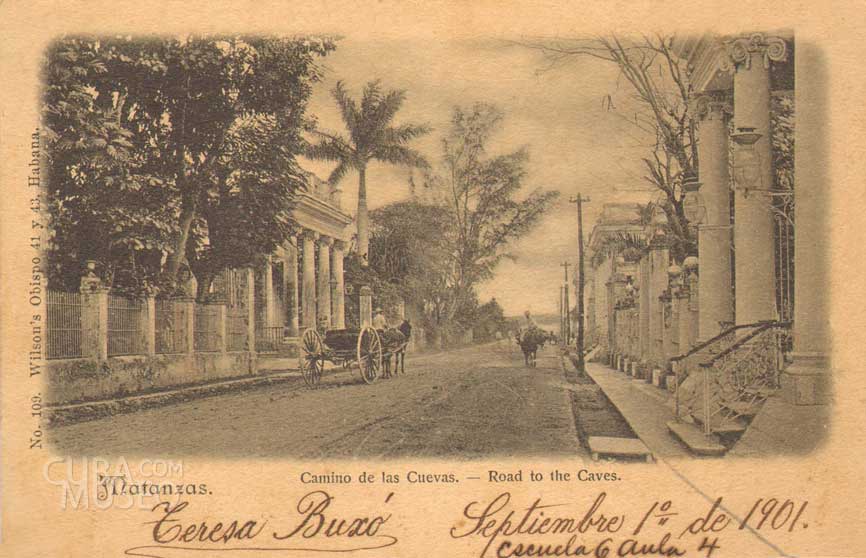 No. 109. Wilson's Obispo 41 y 43, Habana.
CUBA.COM
MUSEU
Matanzas.
Camino de las Cuevas. — Road to the Caves.
Teresa Buxó
Septiembre 1º de 1901.
escuela 6 aula 4